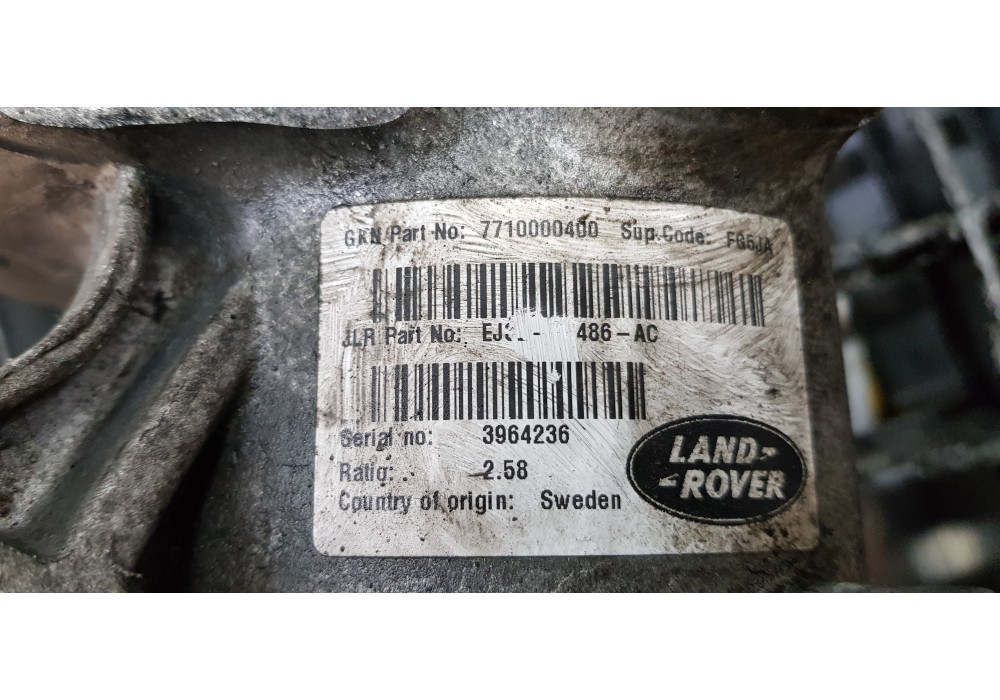 GKN Part No: 7710000400 Sup.Code: FG5JA
JLR Part No: 486-AC
Serial no: 3964236
Ratio: 2.58
Country of origin: Sweden
LAND-
-ROVER